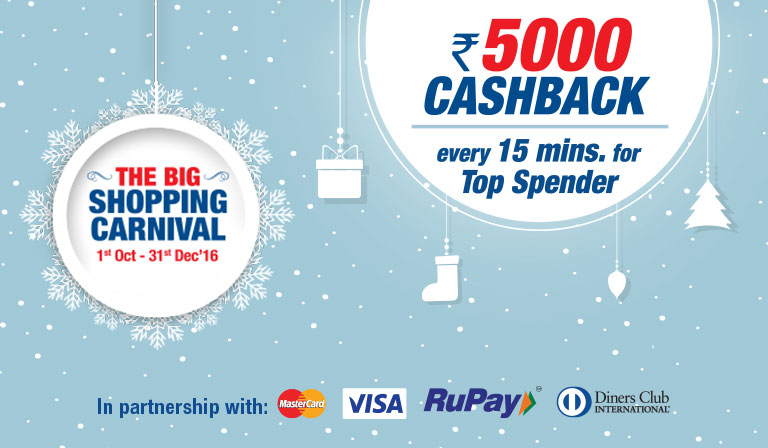 THE BIG
SHOPPING
CARNIVAL
1st Oct - 31st Dec'16
₹5000
CASHBACK
every 15 mins. for
Top Spender
In partnership with: MasterCard VISA RuPay Diners Club
INTERNATIONAL